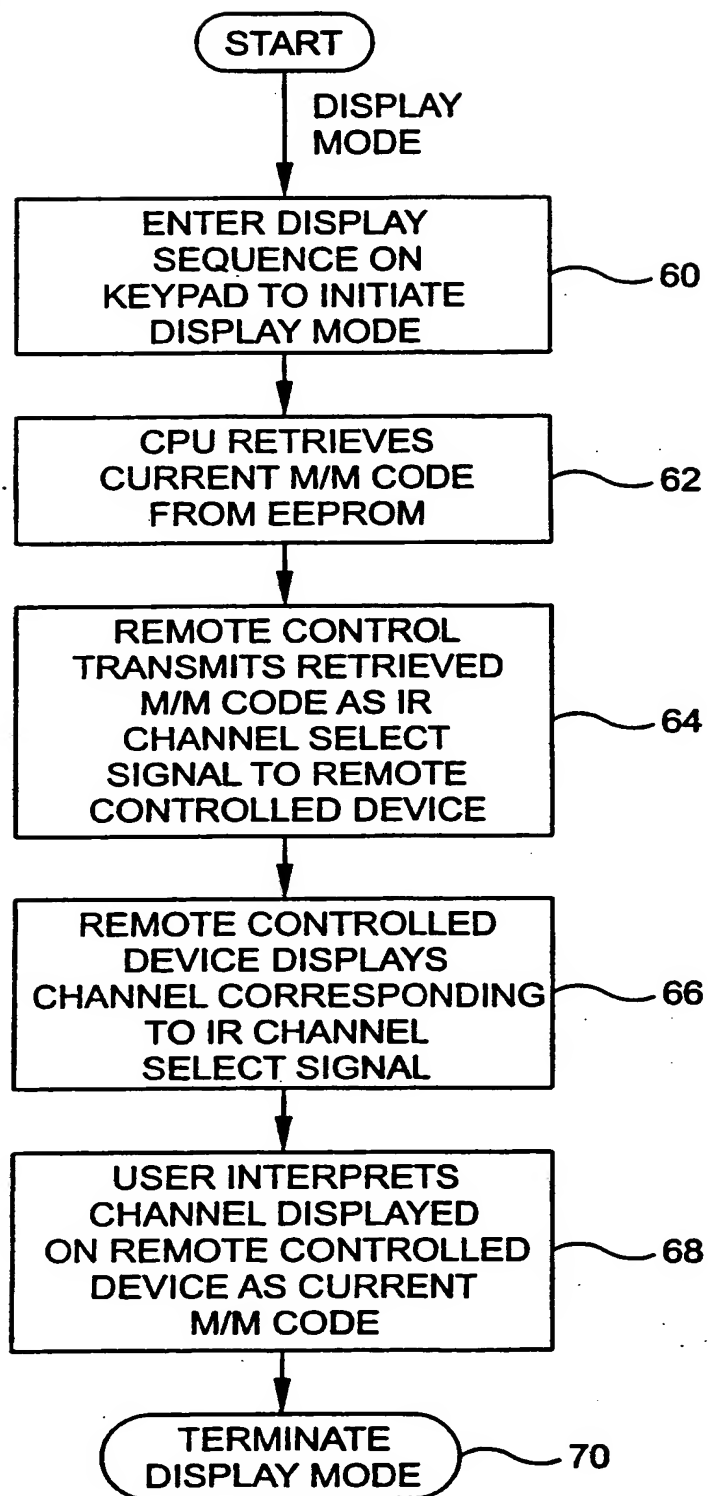 START
DISPLAY
MODE
ENTER DISPLAY
SEQUENCE ON
KEYPAD TO INITIATE
DISPLAY MODE
60
CPU RETRIEVES
CURRENT M/M CODE
FROM EEPROM
62
REMOTE CONTROL
TRANSMITS RETRIEVED
M/M CODE AS IR
CHANNEL SELECT
SIGNAL TO REMOTE
CONTROLLED DEVICE
64
REMOTE CONTROLLED
DEVICE DISPLAYS
CHANNEL CORRESPONDING
TO IR CHANNEL
SELECT SIGNAL
66
USER INTERPRETS
CHANNEL DISPLAYED
ON REMOTE CONTROLLED
DEVICE AS CURRENT
M/M CODE
68
TERMINATE
DISPLAY MODE
70